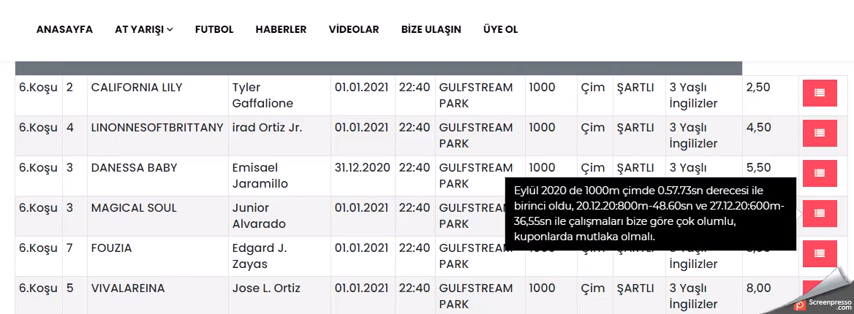 ANASAYFA AT YARIŞI FUTBOL HABERLER VİDEOLAR BİZE ULAŞIN ÜYE OL
6.Koşu 2 CALIFORNIA LILY Tyler Gaffalione 01.01.2021 22:40 GULFSTREAM PARK 1000 Çim ŞARTLI 3 Yaşlı İngilizler 2,50
6.Koşu 4 LINONNESOFTBRITTANY irad Ortiz Jr. 01.01.2021 22:40 GULFSTREAM PARK 1000 Çim ŞARTLI 3 Yaşlı İngilizler 4,50
6.Koşu 3 DANESSA BABY Emisael Jaramillo 31.12.2020 22:40 GULFSTREAM PARK 1000 Çim ŞARTLI 3 Yaşlı 5,50
6.Koşu 3 MAGICAL SOUL Junior Alvarado 01.01.2021 22:40 GULFSTREAM PARK
Eylül 2020 de 1000m çimde 0.57.73sn derecesi ile
birinci oldu, 20.12.20:800m-48.60sn ve 27.12.20:600m-
36,55sn ile çalışmaları bize göre çok olumlu,
kuponlarda mutlaka olmalı.
6.Koşu 7 FOUZIA Edgard J. Zayas 01.01.2021 22:40 GULFSTREAM PARK 1000 Çim ŞARTLI 3 Yaşlı İngilizler
6.Koşu 5 VIVALAREINA Jose L. Ortiz 01.01.2021 22:40 GULFSTREAM PARK 1000 Çim ŞARTLI 3 Yaşlı İngilizler 8,00
Screenpresso
.com